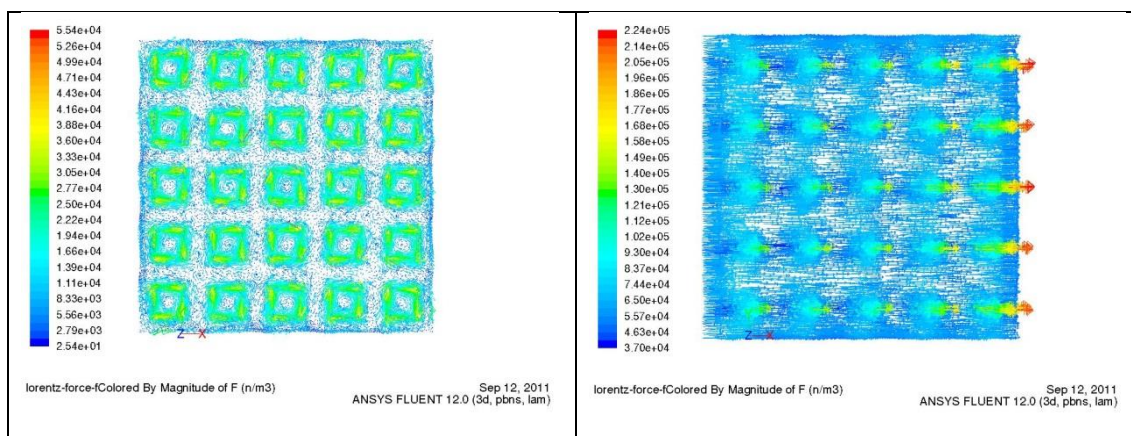 5.54e+04
5.26e+04
4.99e+04
4.71e+04
4.43e+04
4.16e+04
3.88e+04
3.60e+04
3.33e+04
3.05e+04
2.77e+04
2.50e+04
2.22e+04
1.94e+04
1.66e+04
1.39e+04
1.11e+04
8.33e+03
5.56e+03
2.79e+03
2.54e+01
Z X
lorentz-force-fColored By Magnitude of F (n/m3)
Sep 12, 2011
ANSYS FLUENT 12.0 (3d, pbns, lam)
2.24e+05
2.14e+05
2.05e+05
1.96e+05
1.86e+05
1.77e+05
1.68e+05
1.58e+05
1.49e+05
1.40e+05
1.30e+05
1.21e+05
1.12e+05
1.02e+05
9.30e+04
8.37e+04
7.43e+04
6.50e+04
5.57e+04
4.63e+04
3.70e+04
Z X
lorentz-force-fColored By Magnitude of F (n/m3)
Sep 12, 2011
ANSYS FLUENT 12.0 (3d, pbns, lam)